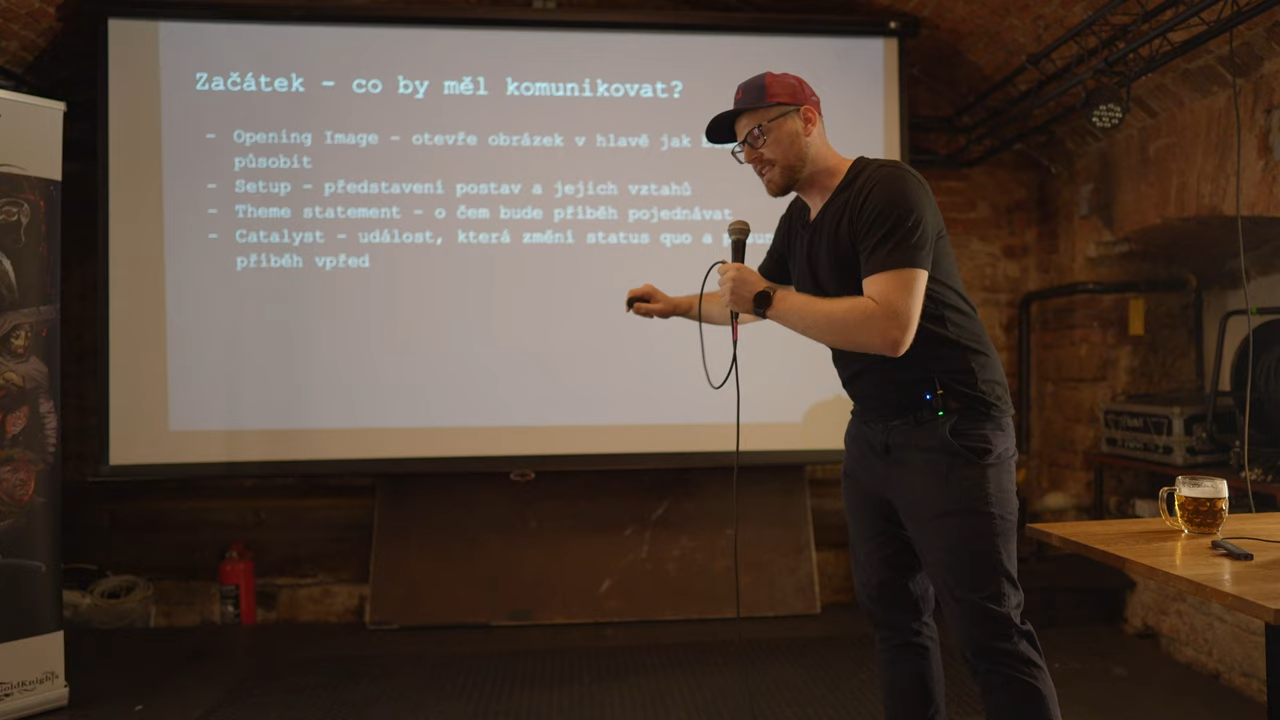 Začátek - co by měl komunikovat?
- Opening Image - otevře obrázek v hlavě jak
působit
- Setup - představení postav a jejich vztahů
- Theme statement - o čem bude příběh pojednávat
- Catalyst - událost, která změní status quo a
příběh vpřed